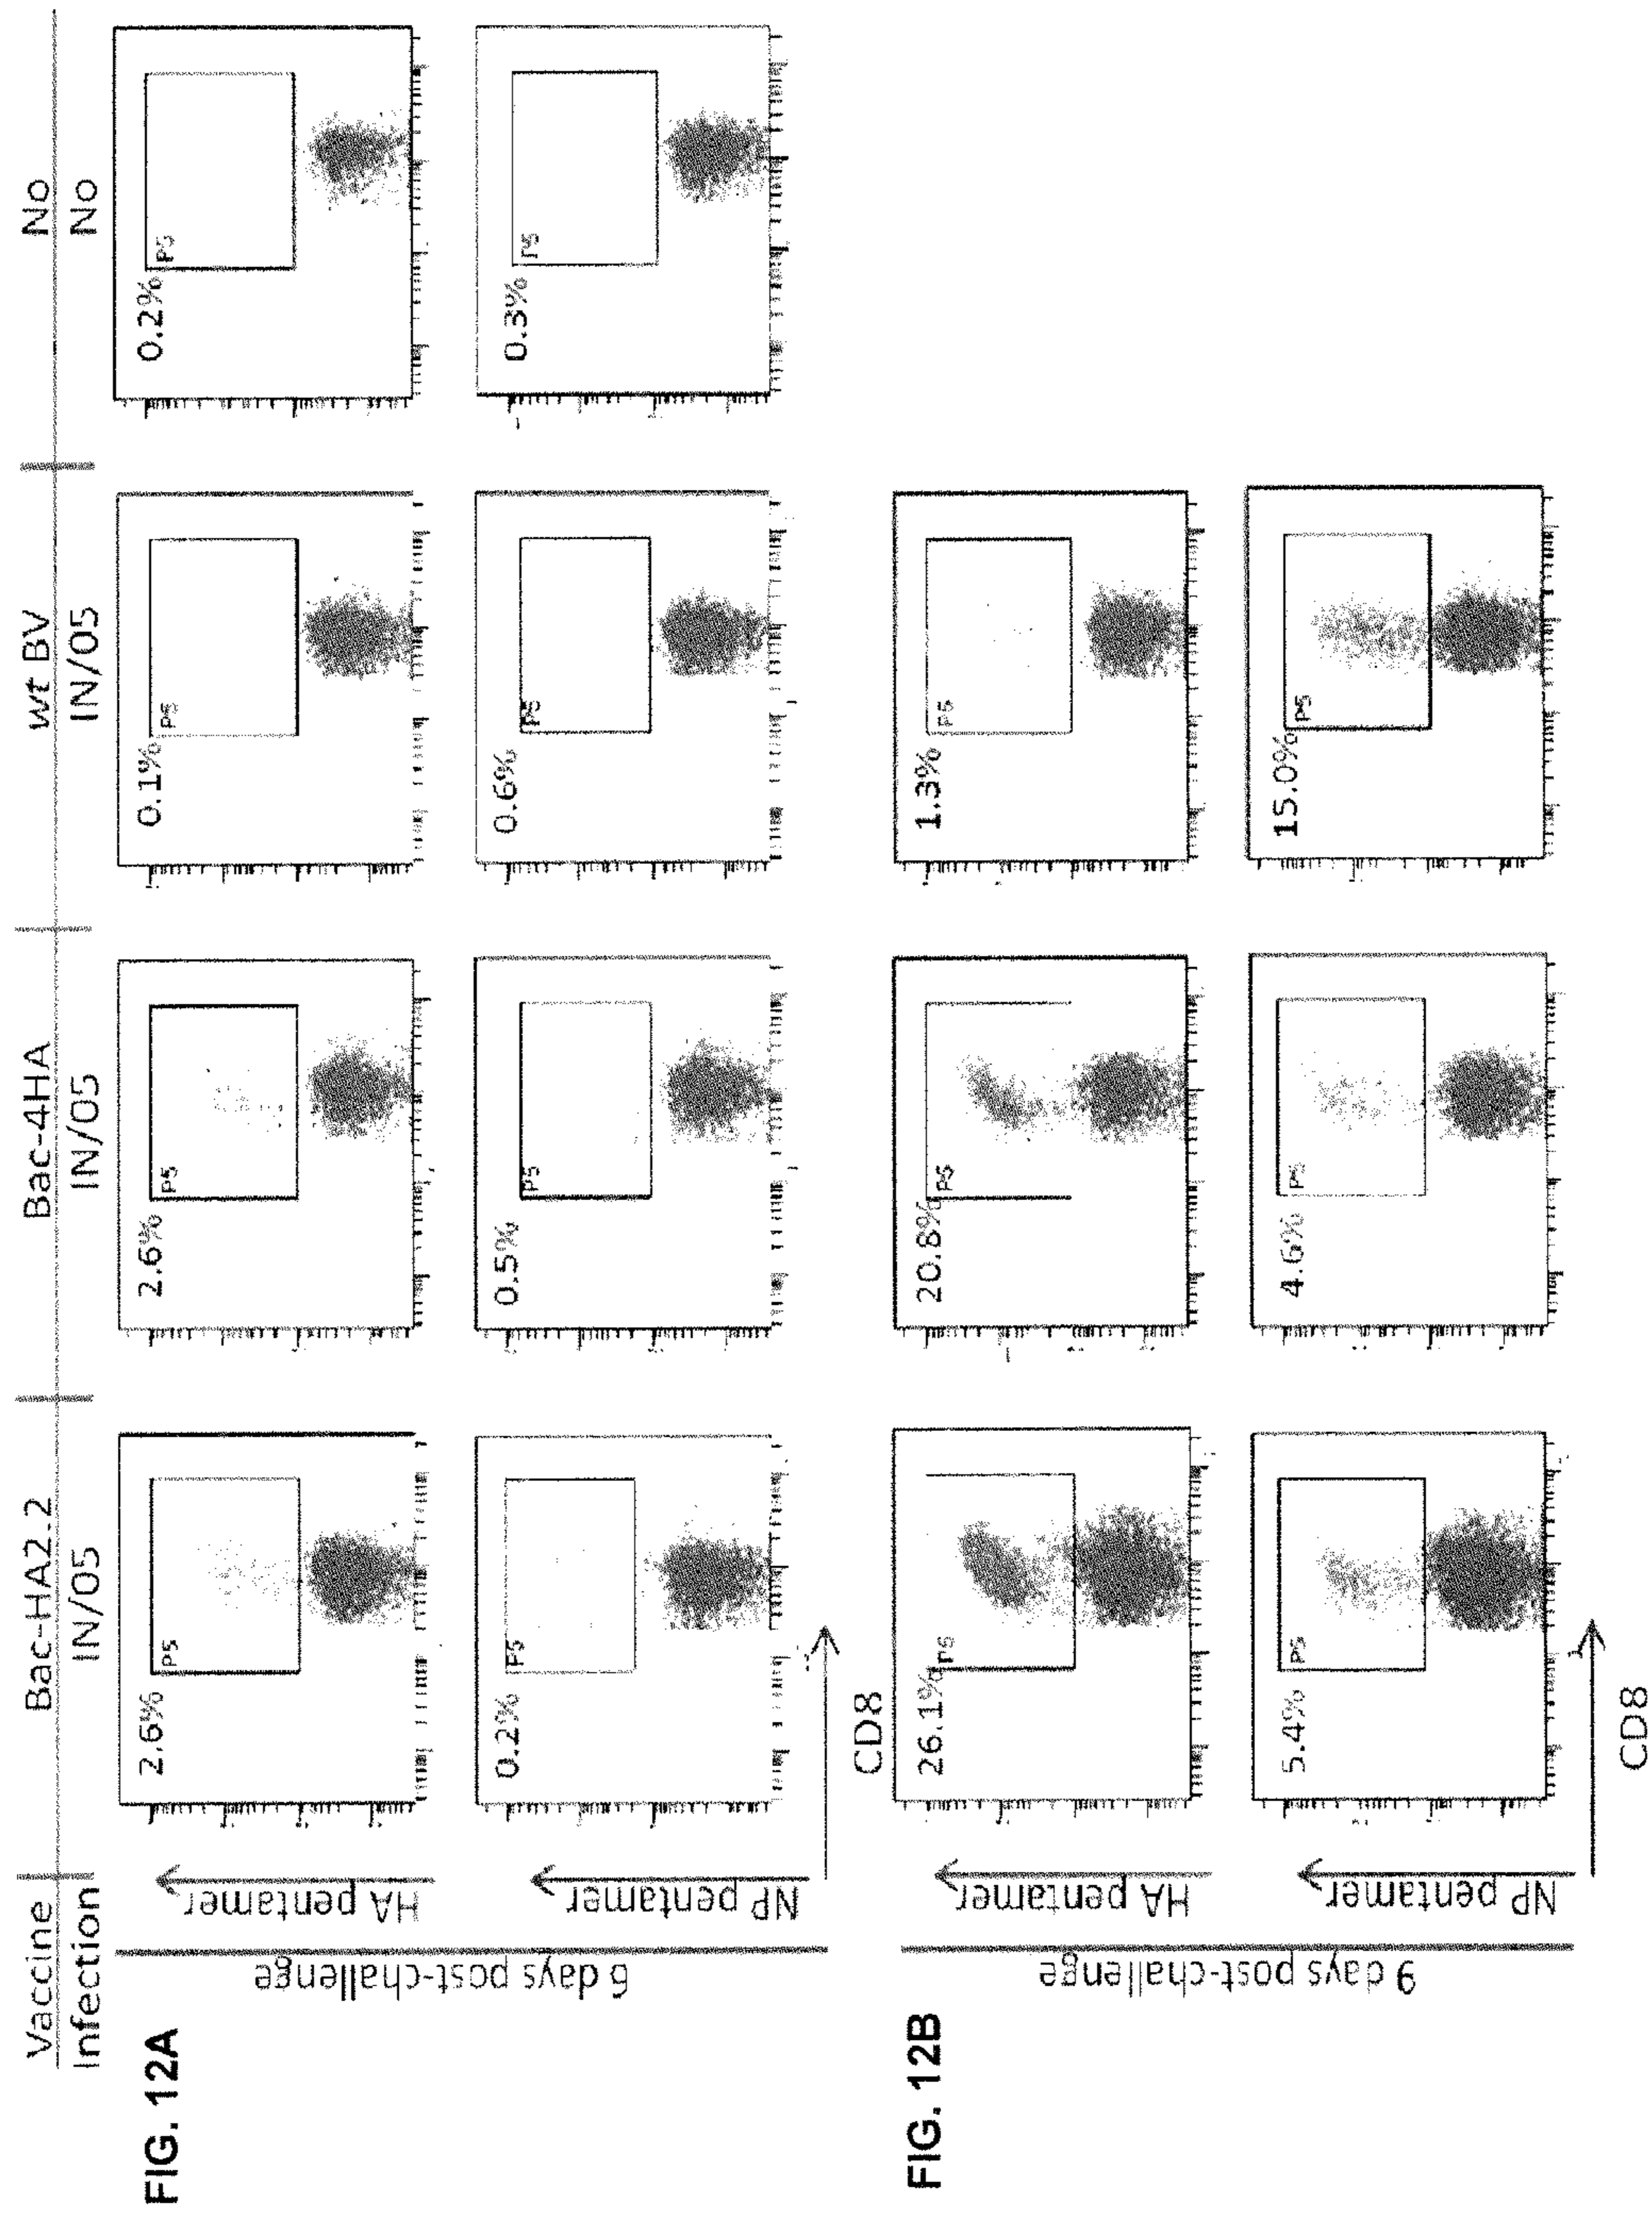 Vaccine Bac-HA2.2 Bac-4HA wt BV No
Infection IN/05 IN/05 IN/05 No
FIG. 12A
6 days post-challenge
HA pentamer
2.6% 2.6% 0.1% 0.2%
P5 P5 P5 P5
NP pentamer
0.2% 0.5% 0.6% 0.3%
P5 P5 P5 P5
CD8
FIG. 12B
9 days post-challenge
HA pentamer
26.1% 20.8% 1.3%
P5 P5 P5
NP pentamer
5.4% 4.6% 15.0%
P5 P5 P5
CD8